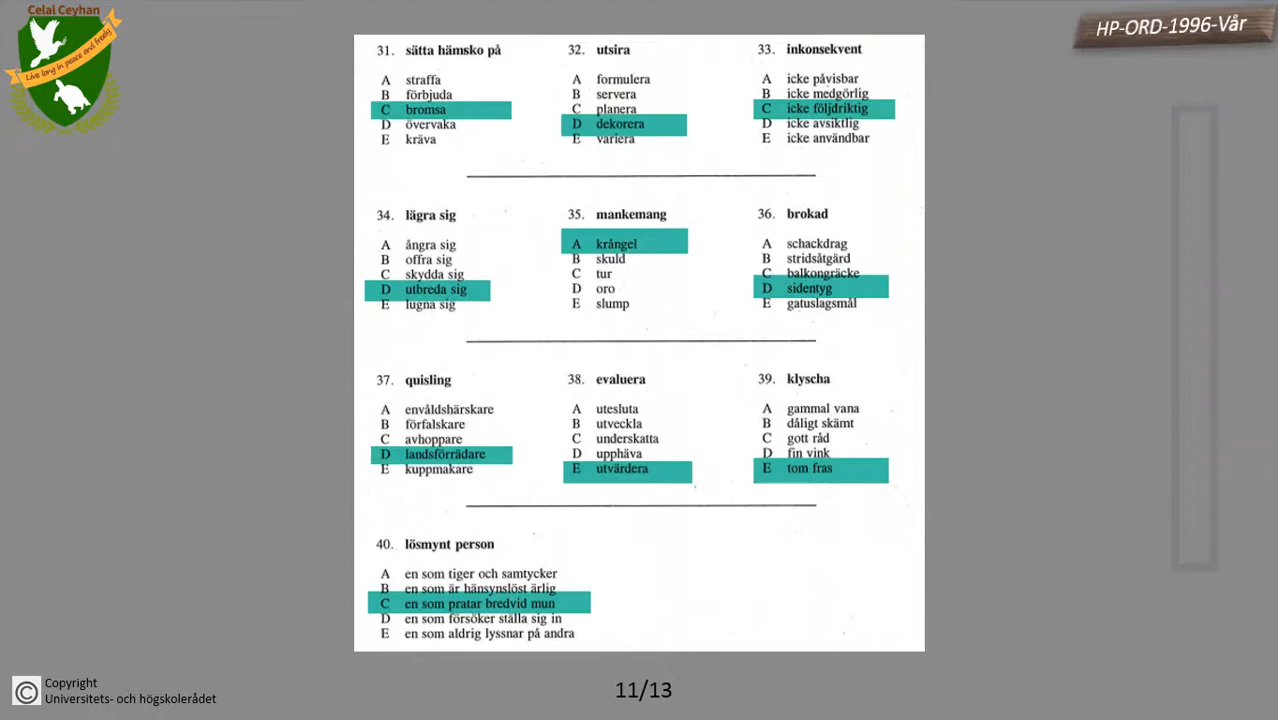 Celal Ceyhan
Live long in peace and freely
HP-ORD-1996-Vår
31. sätta hämsko på
A straffa
B förbjuda
C bromsa
D övervaka
E kräva
32. utsira
A formulera
B servera
C planera
D dekorera
E variera
33. inkonsekvent
A icke påvisbar
B icke medgörlig
C icke följdriktig
D icke avsiktlig
E icke användbar
34. lägra sig
A ångra sig
B offra sig
C skydda sig
D utbreda sig
E lugna sig
35. mankemang
A krångel
B skuld
C tur
D oro
E slump
36. brokad
A schackdrag
B stridsåtgärd
C balkongräcke
D sidentyg
E gatuslagsmål
37. quisling
A envåldshärskare
B förfalskare
C avhoppare
D landsförrädare
E kuppmakare
38. evaluera
A utesluta
B utveckla
C underskatta
D upphäva
E utvärdera
39. klyscha
A gammal vana
B dåligt skämt
C gott råd
D fin vink
E tom fras
40. lösmynt person
A en som tiger och samtycker
B en som är hänsynslöst ärlig
C en som pratar bredvid mun
D en som försöker ställa sig in
E en som aldrig lyssnar på andra
© Copyright
Universitets- och högskolerådet
11/13